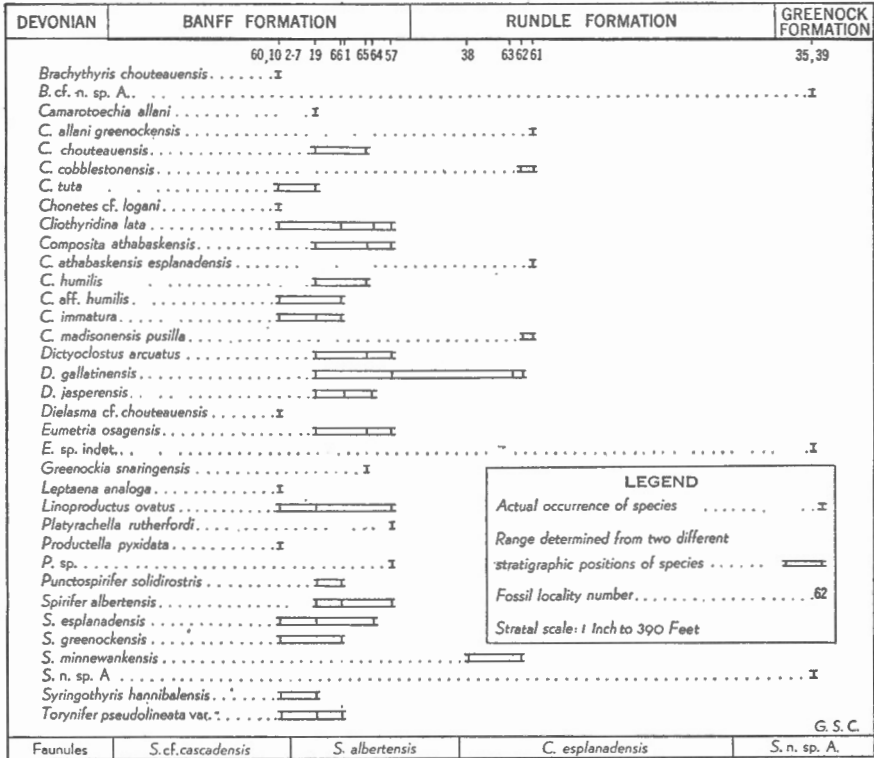 DEVONIAN BANFF FORMATION RUNDLE FORMATION GREENOCK FORMATION
60,10 2-7 19 66 1 65 64 57 38 63 62 61 35,39
Brachythyris chouteauensis
B. cf. n. sp. A.
Camarotoechia allani
C. allani greenockensis
C. chouteauensis
C. cobblestonensis
C. tuta
Chonetes cf. logani
Cliothyridina lata
Composita athabaskensis
C. athabaskensis esplanadensis
C. humilis
C. aff. humilis
C. immatura
C. madisonensis pusilla
Dictyoclostus arcuatus
D. gallatinensis
D. jasperensis
Dielasma cf. chouteauensis
Eumetria osagensis
E. sp. indet.
Greenockia snaringensis
Leptaena analoga
Linoproductus ovatus
Platyrachella rutherfordi
Productella pyxidata
P. sp.
Punctospirifer solidirostris
Spirifer albertensis
S. esplanadensis
S. greenockensis
S. minnewankensis
S. n. sp. A
Syringothyris hannibalensis
Torynifer pseudolineata var.
LEGEND
Actual occurrence of species
Range determined from two different
stratigraphic positions of species
Fossil locality number 62
Stratal scale: 1 Inch to 390 Feet
G. S. C.
Faunules S. cf. cascadensis S. albertensis C. esplanadensis S. n. sp. A.